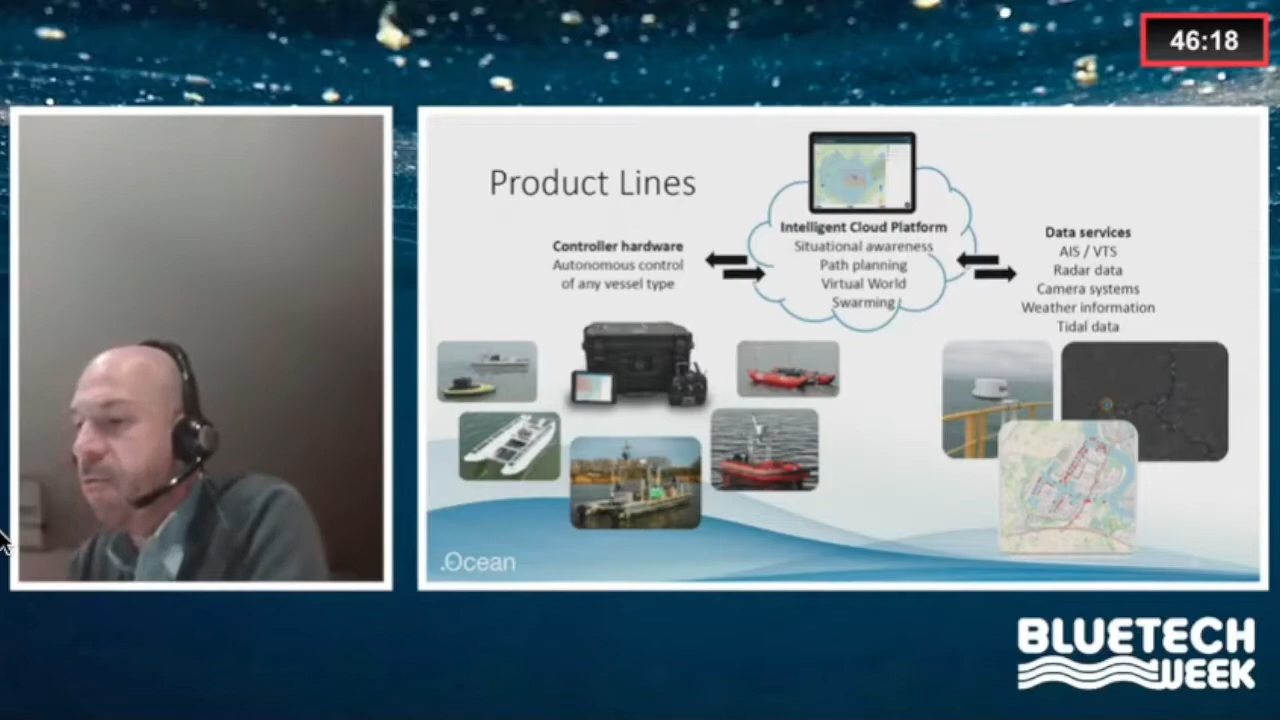 46:18
Product Lines
Controller hardware
Autonomous control
of any vessel type
Intelligent Cloud Platform
Situational awareness
Path planning
Virtual World
Swarming
Data services
AIS / VTS
Radar data
Camera systems
Weather information
Tidal data
.Ocean
BLUETECH
WEEK